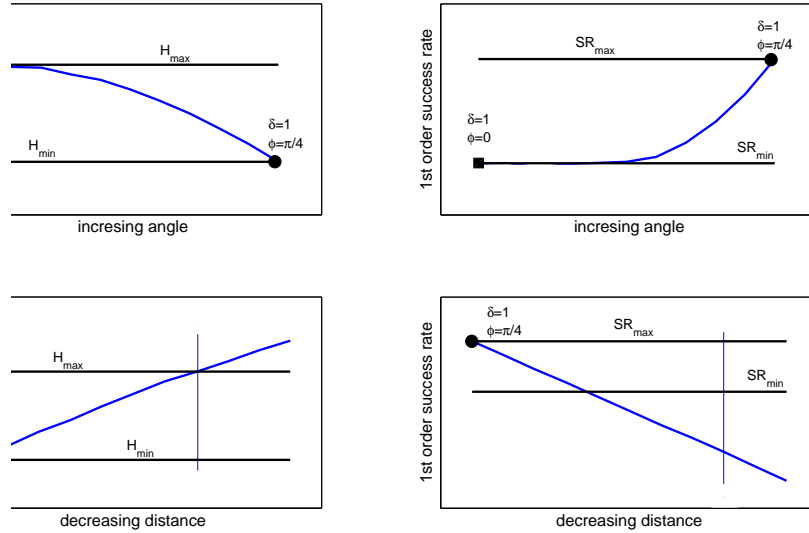 H_max
H_min
δ=1
ϕ=π/4
incresing angle
1st order success rate
SR_max
δ=1
ϕ=π/4
δ=1
ϕ=0
SR_min
incresing angle
H_max
H_min
decreasing distance
1st order success rate
δ=1
ϕ=π/4
SR_max
SR_min
decreasing distance